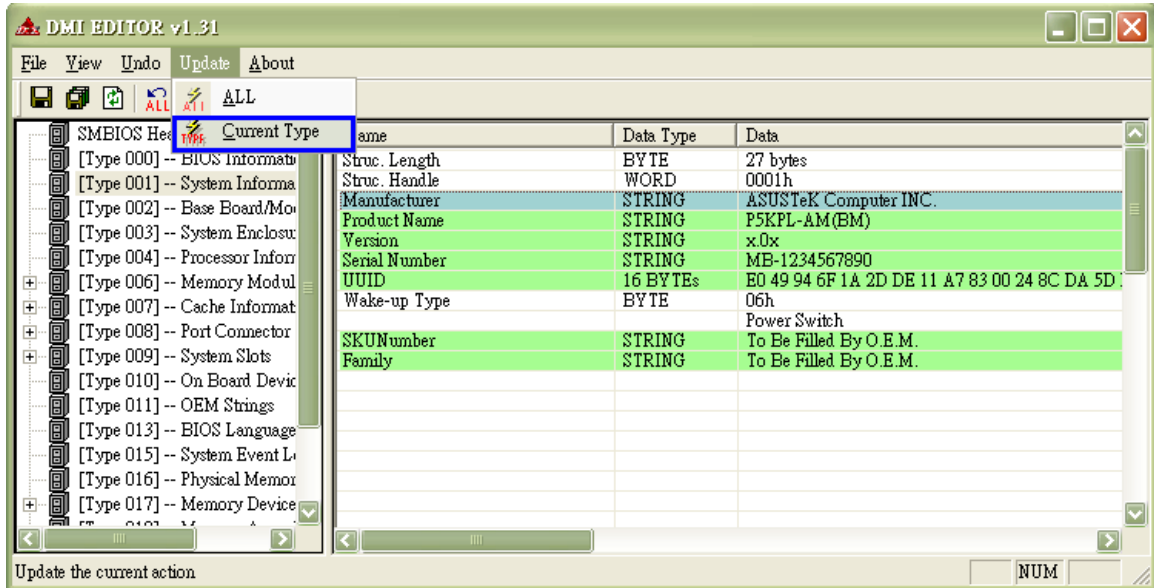 DMI EDITOR v1.31
File View Undo Update About
ALL
ALL ALL
TYPE Current Type
SMBIOS Hea
[Type 000] -- BIOS Informati
[Type 001] -- System Informa
[Type 002] -- Base Board/Mo
[Type 003] -- System Enclosu
[Type 004] -- Processor Inform
[Type 006] -- Memory Modul
[Type 007] -- Cache Informat
[Type 008] -- Port Connector
[Type 009] -- System Slots
[Type 010] -- On Board Devic
[Type 011] -- OEM Strings
[Type 013] -- BIOS Language
[Type 015] -- System Event L
[Type 016] -- Physical Memor
[Type 017] -- Memory Device
ame Data Type Data
Struc. Length BYTE 27 bytes
Struc. Handle WORD 0001h
Manufacturer STRING ASUSTeK Computer INC.
Product Name STRING P5KPL-AM(BM)
Version STRING x.0x
Serial Number STRING MB-1234567890
UUID 16 BYTEs E0 49 94 6F 1A 2D DE 11 A7 83 00 24 8C DA 5D
Wake-up Type BYTE 06h
Power Switch
SKUNumber STRING To Be Filled By O.E.M.
Family STRING To Be Filled By O.E.M.
Update the current action NUM